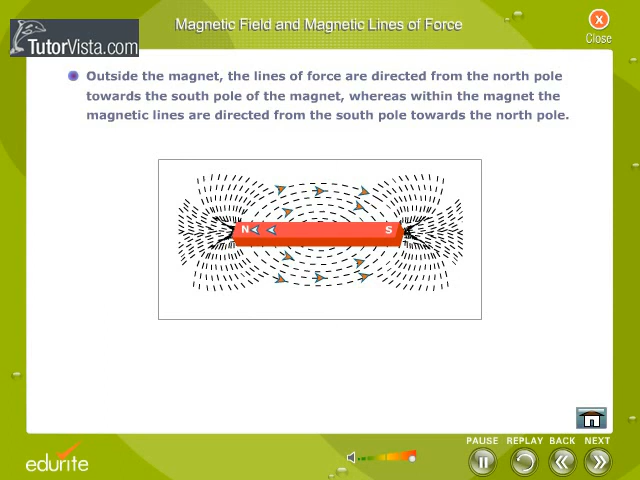 Magnetic Field and Magnetic Lines of Force
X
Close
TutorVista.com
Outside the magnet, the lines of force are directed from the north pole
towards the south pole of the magnet, whereas within the magnet the
magnetic lines are directed from the south pole towards the north pole.
N S
PAUSE REPLAY BACK NEXT
edurite